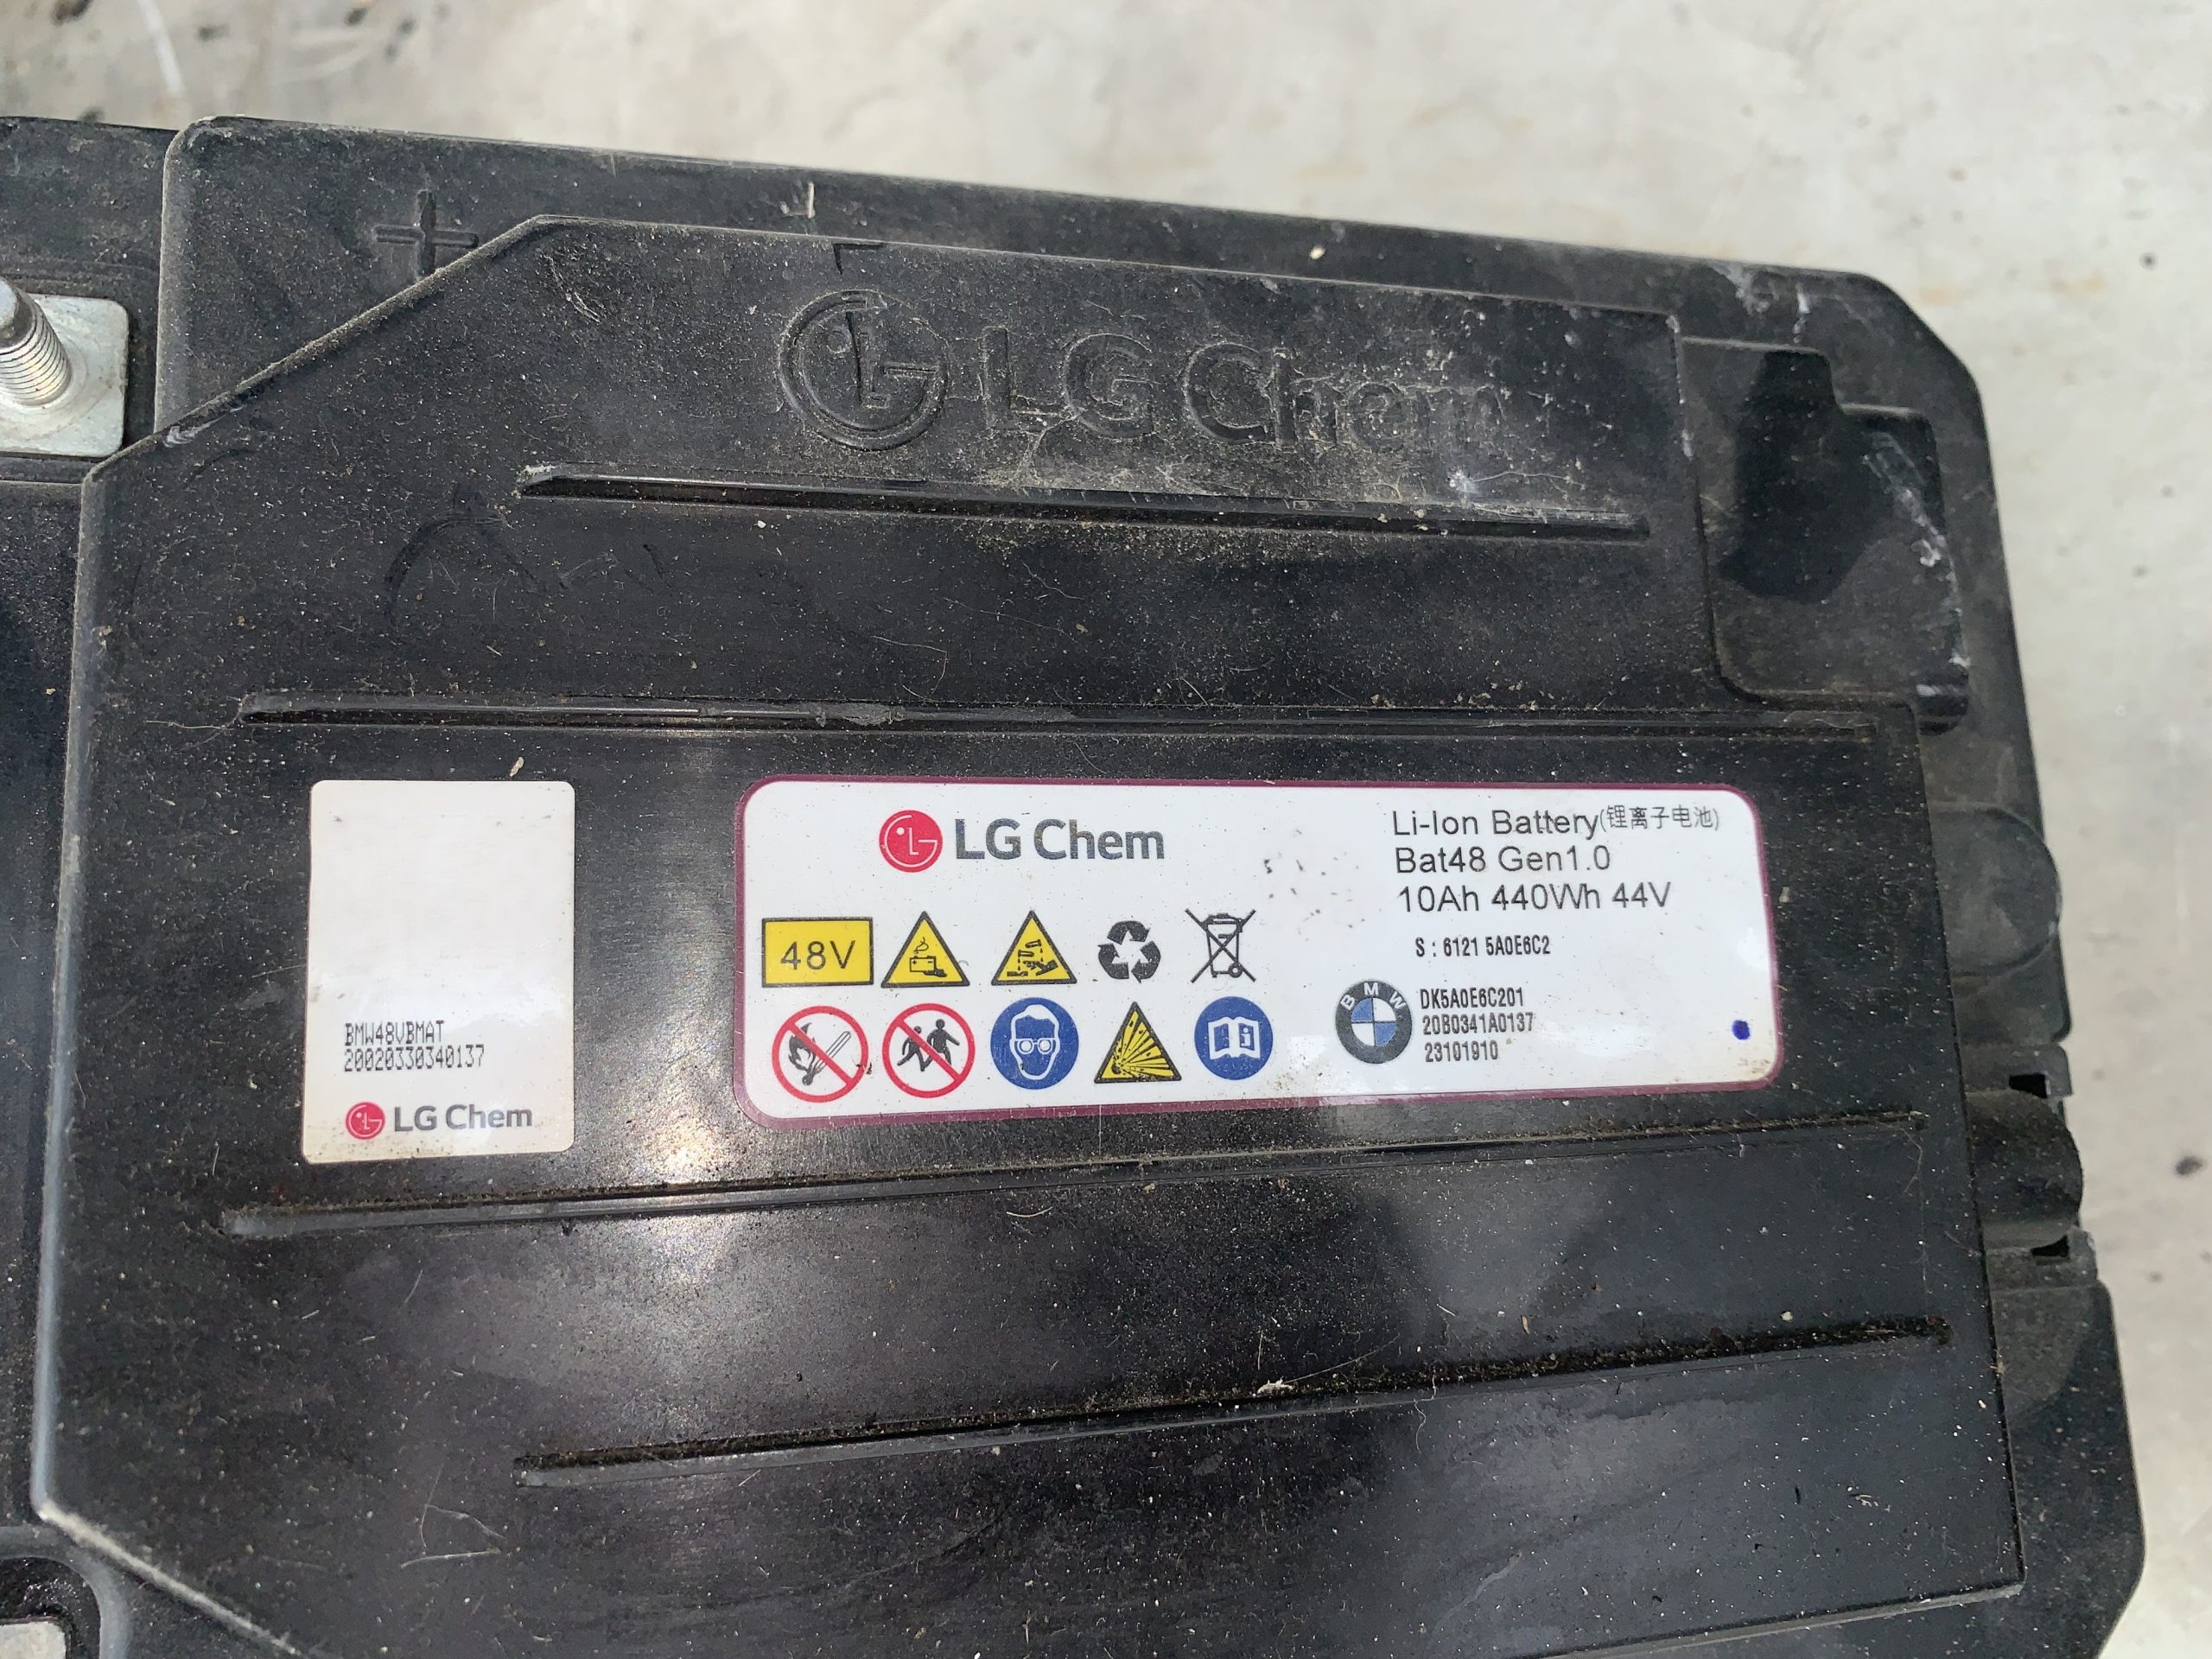 +
LG Chem
LG Chem
Li-Ion Battery(锂离子电池)
Bat48 Gen1.0
10Ah 440Wh 44V
48V
S : 6121 5A0E6C2
BMW
DK5A0E6C201
20B0341A0137
23101910
BMW48VBMAT
20020330340137
LG Chem